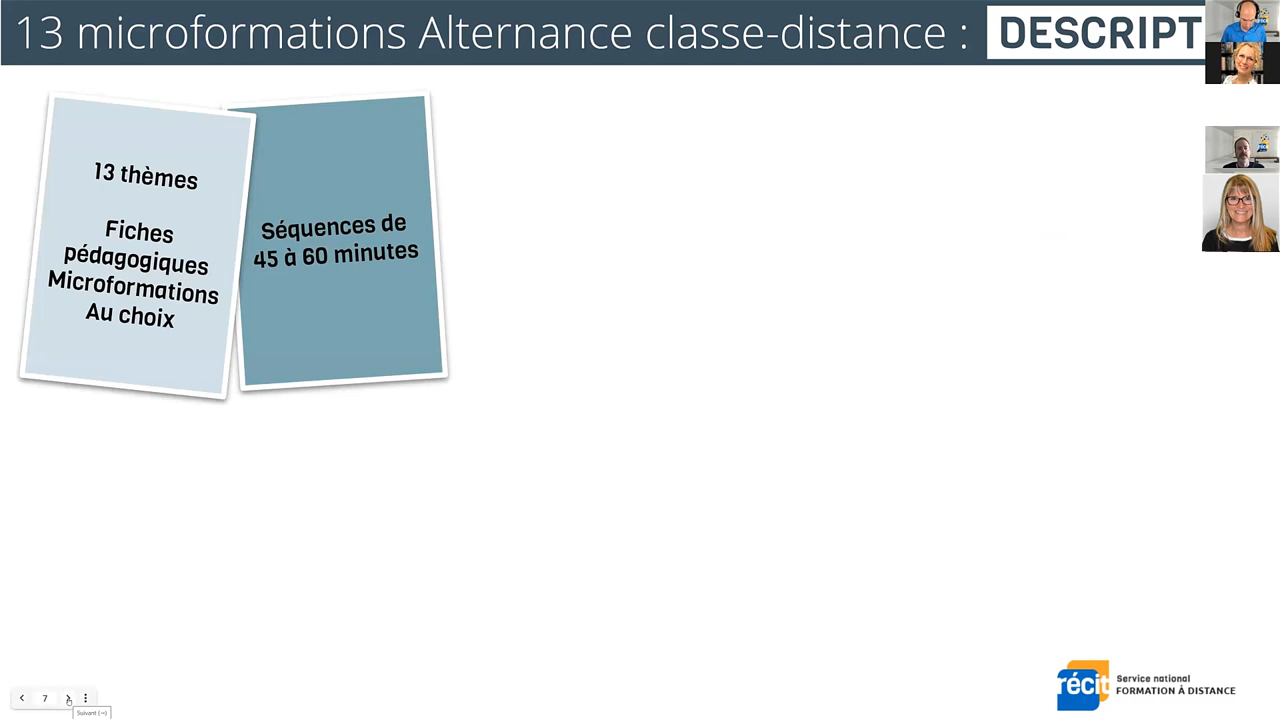 13 microformations Alternance classe-distance : DESCRIPT
13 thèmes
Fiches
pédagogiques
Microformations
Au choix
Séquences de
45 à 60 minutes
récit
Service national
FORMATION À DISTANCE
7
Suivant (→)